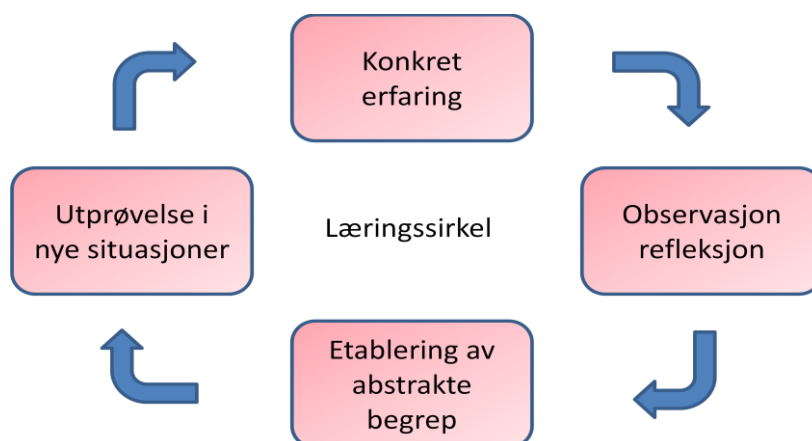 Konkret
erfaring
Observasjon
refleksjon
Etablering av
abstrakte
begrep
Utprøvelse i
nye situasjoner
Læringssirkel